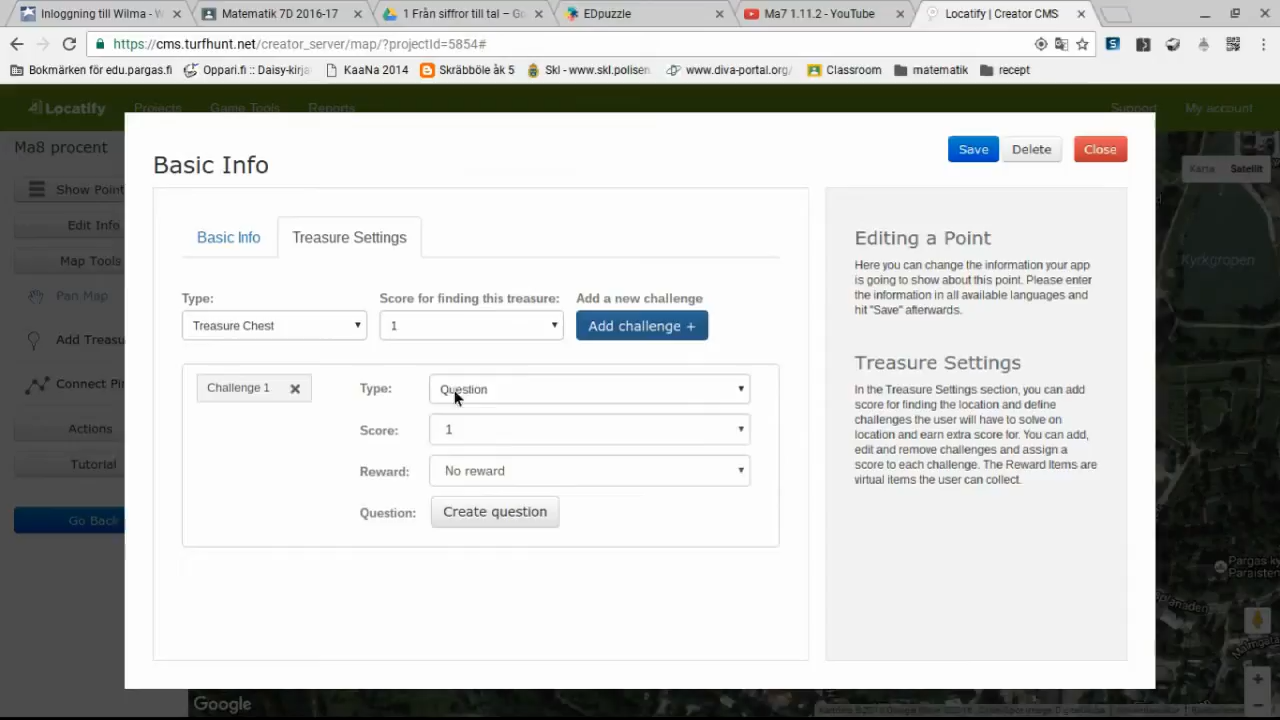 Inloggning till Wilma -
Matematik 7D 2016-17
1 Från siffror till tal – Go
EDpuzzle
Ma7 1.11.2 - YouTube
Locatify | Creator CMS
https://cms.turfhunt.net/creator_server/map/?projectId=5854#
Bokmärken för edu.pargas.fi
Oppari.fi :: Daisy-kirja
KaaNa 2014
Skräbböle åk 5
Skl - www.skl.polisen
www.diva-portal.org/
Classroom
matematik
recept
Locatify
Projects
Game Tools
Reports
Support
My account
Ma8 procent
Show Point
Edit Info
Map Tools
Pan Map
Add Treasu
Connect Pi
Actions
Tutorial
Go Back
Basic Info
Save
Delete
Close
Basic Info
Treasure Settings
Type:
Score for finding this treasure:
Add a new challenge
Treasure Chest
1
Add challenge +
Challenge 1
Type:
Question
Score:
1
Reward:
No reward
Question:
Create question
Editing a Point
Here you can change the information your app
is going to show about this point. Please enter
the information in all available languages and
hit "Save" afterwards.
Treasure Settings
In the Treasure Settings section, you can add
score for finding the location and define
challenges the user will have to solve on
location and earn extra score for. You can add,
edit and remove challenges and assign a
score to each challenge. The Reward Items are
virtual items the user can collect.
Karta
Satellit
Kyrkgropen
Pargas ky
Paraisten
Google